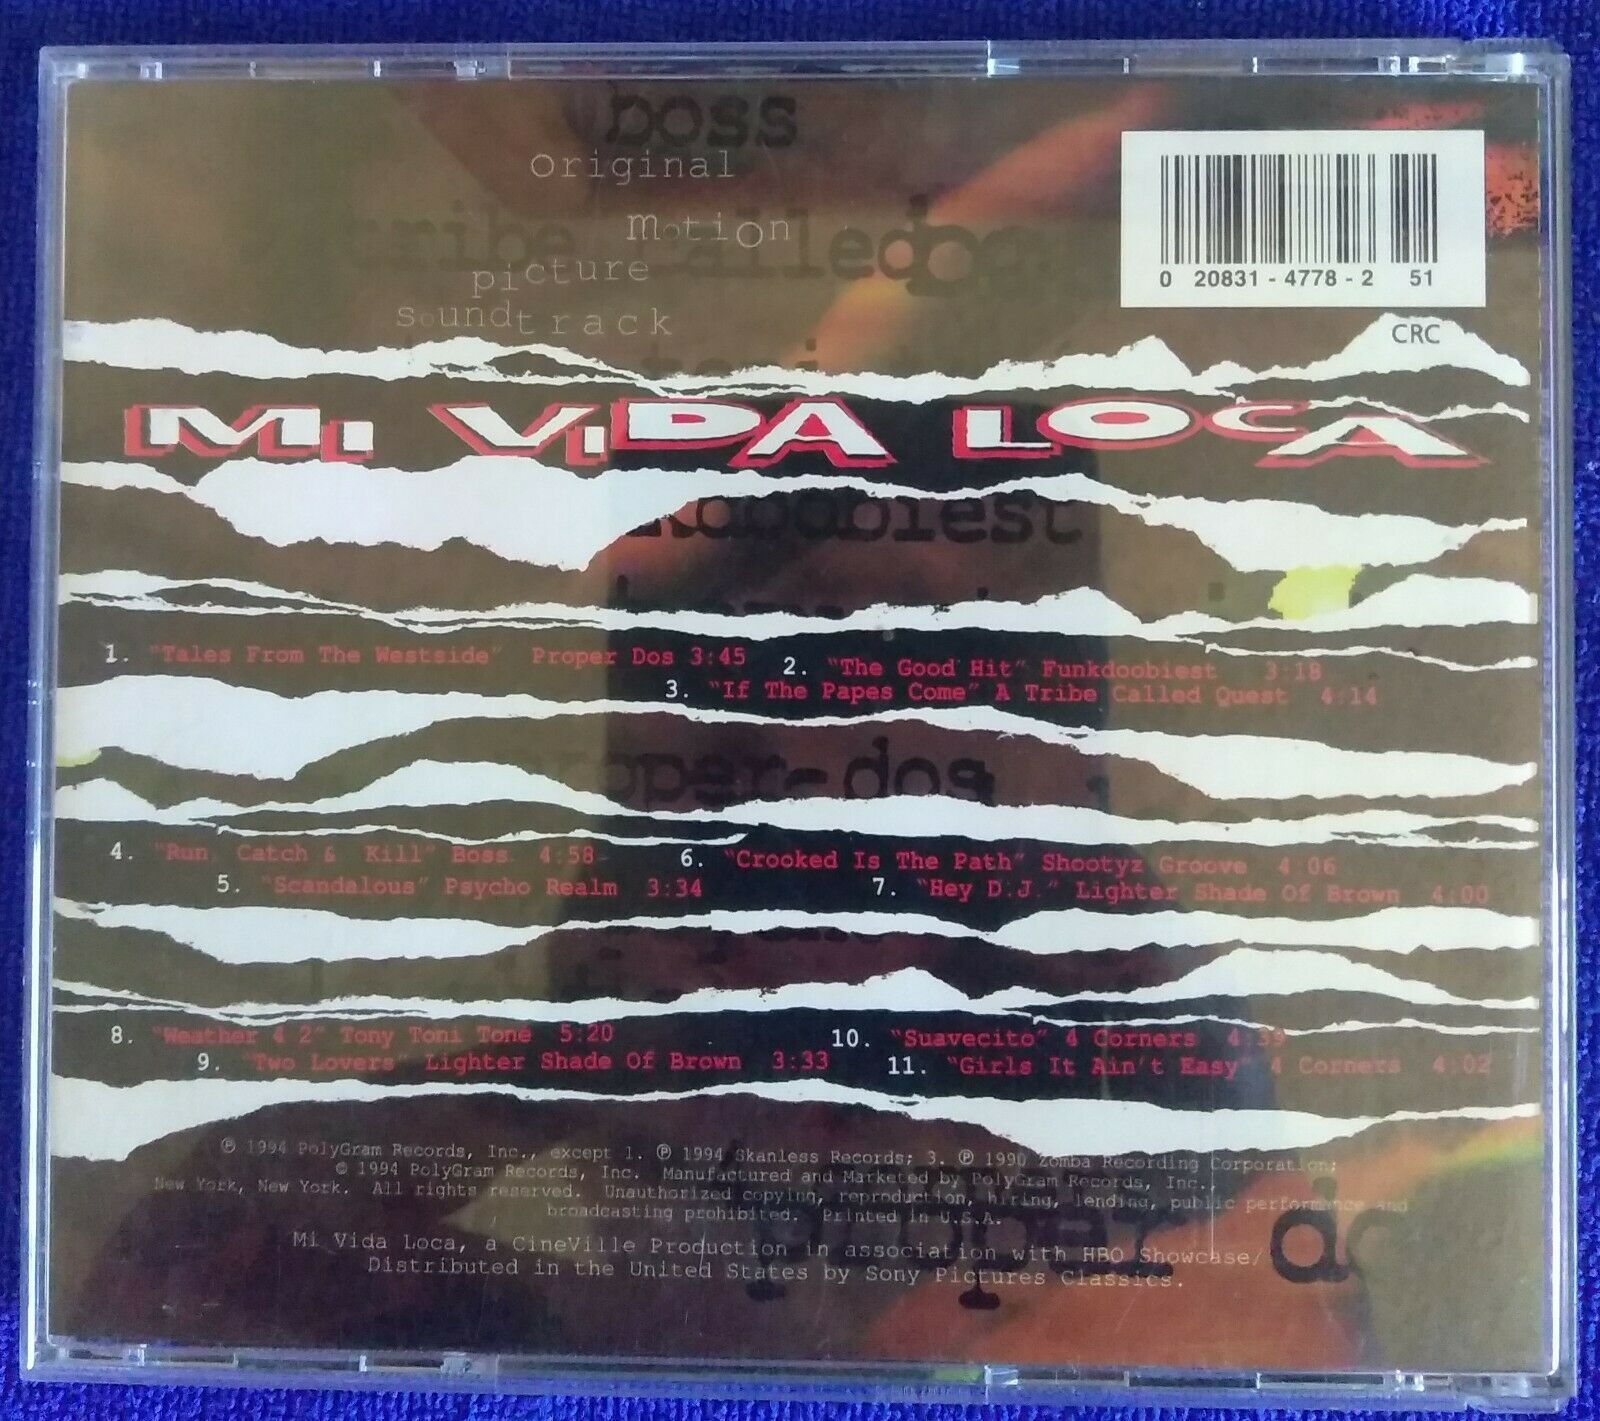 boss
original
motion
picture
soundtrack
0 20831 - 4778 - 2 51
CRC
MI VIDA LOCA
1. "Tales From The Westside" Proper Dos 3:45
2. "The Good Hit" Funkdoobiest 3:18
3. "If The Papes Come" A Tribe Called Quest 4:14
proper-dos
4. "Run, Catch & Kill" Boss 4:58
6. "Crooked Is The Path" Shootyz Groove 4:06
5. "Scandalous" Psycho Realm 3:34
7. "Hey D.J." Lighter Shade Of Brown 4:00
8. "Weather 4 2" Tony Toni Toné 5:20
10. "Suavecito" 4 Corners 4:39
9. "Two Lovers" Lighter Shade Of Brown 3:33
11. "Girls It Ain't Easy" 4 Corners 4:02
℗ 1994 PolyGram Records, Inc., except 1. ℗ 1994 Skanless Records; 3. ℗ 1990 Zomba Recording Corporation;
© 1994 PolyGram Records, Inc. Manufactured and Marketed by PolyGram Records, Inc.,
New York, New York. All rights reserved. Unauthorized copying, reproduction, hiring, lending, public performance and
broadcasting prohibited. Printed in U.S.A.
Mi Vida Loca, a CineVille Production in association with HBO Showcase/
Distributed in the United States by Sony Pictures Classics.